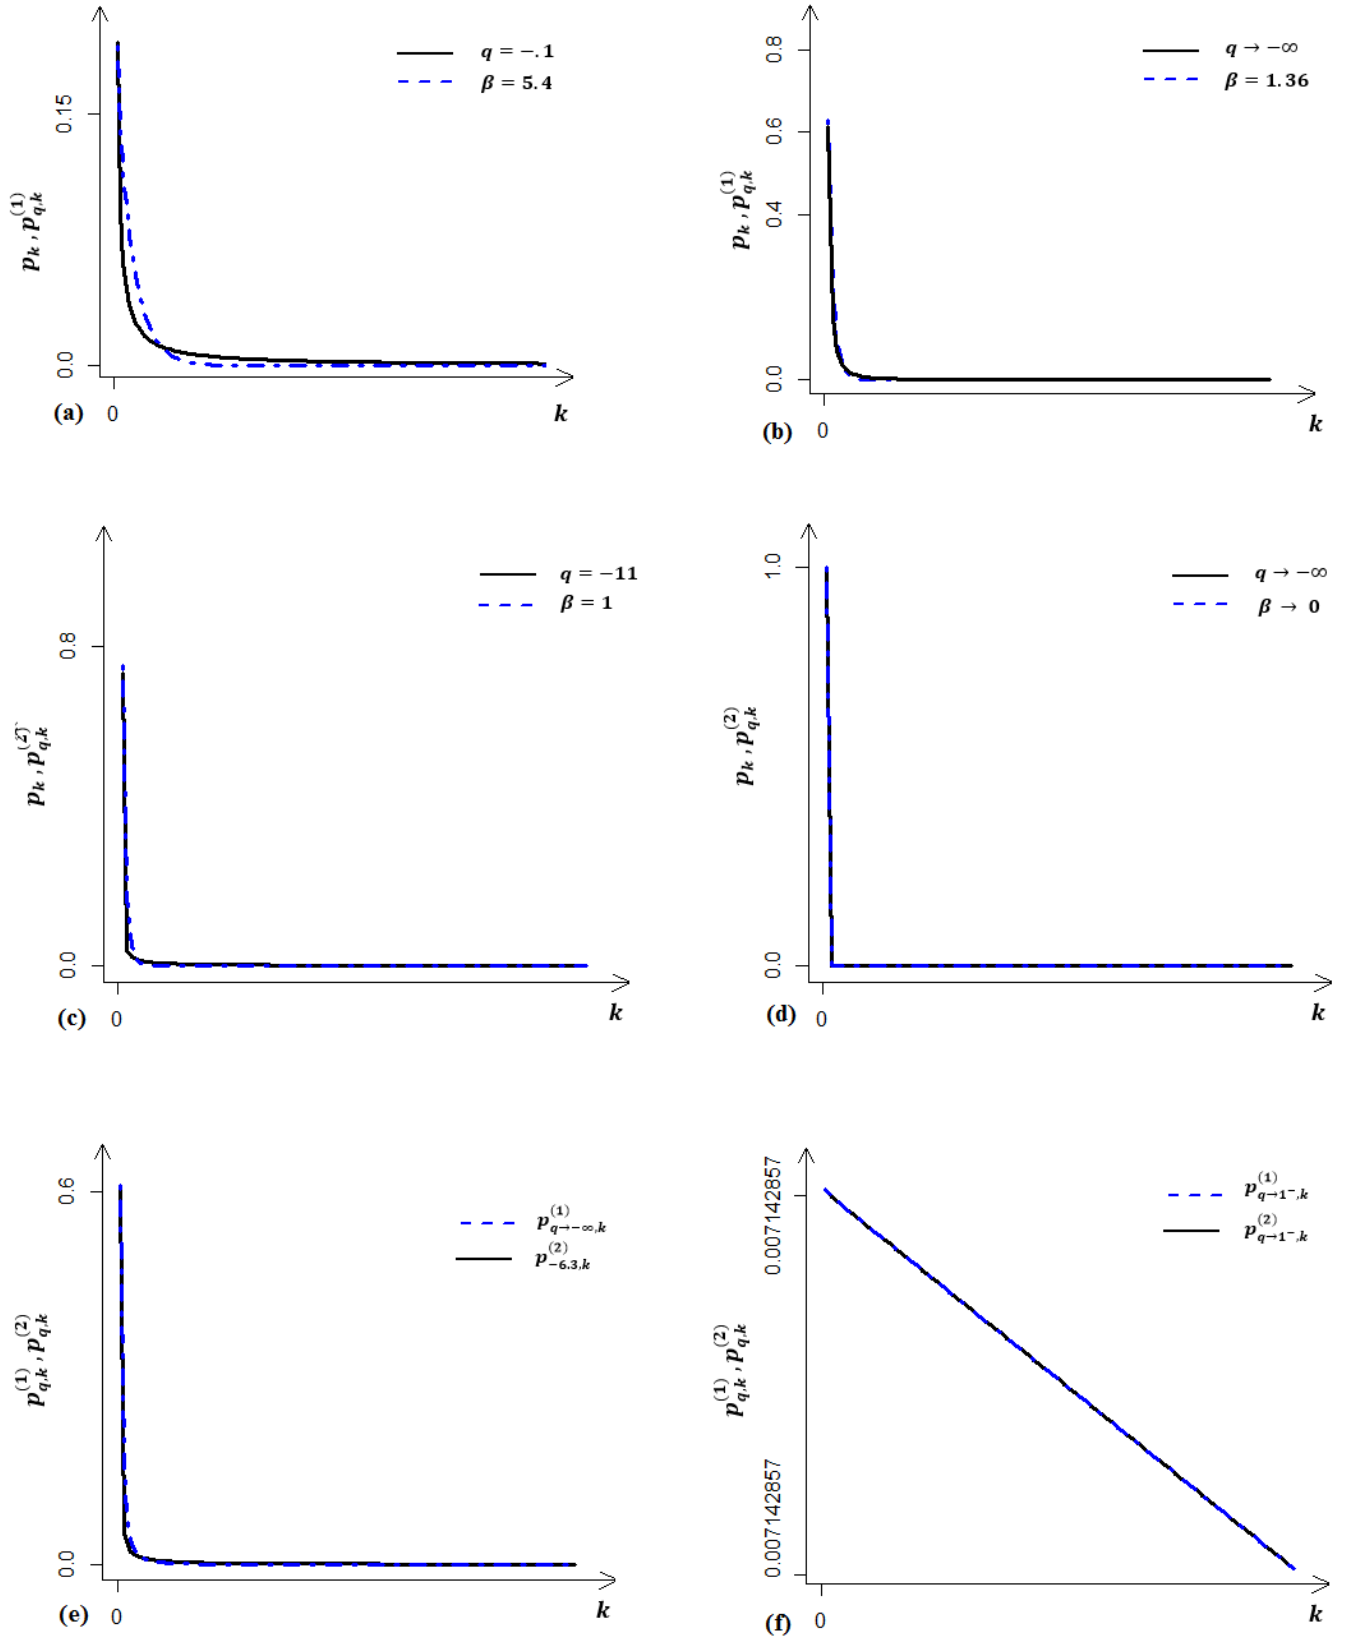 q = −. 1
β = 5.4
0.15
0.0
p_k , p_{q,k}^{(1)}
(a) 0 k
q → −∞
β = 1.36
0.8
0.6
0.4
0.0
p_k , p_{q,k}^{(1)}
(b) 0 k
q = −11
β = 1
0.8
0.0
p_k , p_{q,k}^{(2)}
(c) 0 k
q → −∞
β → 0
1.0
0.0
p_k , p_{q,k}^{(2)}
(d) 0 k
p_{q→−∞,k}^{(1)}
p_{−6.3,k}^{(2)}
0.6
0.0
p_{q,k}^{(1)} , p_{q,k}^{(2)}
(e) 0 k
p_{q→1⁻,k}^{(1)}
p_{q→1⁻,k}^{(2)}
0.007142857
0.007142857
p_{q,k}^{(1)} , p_{q,k}^{(2)}
(f) 0 k